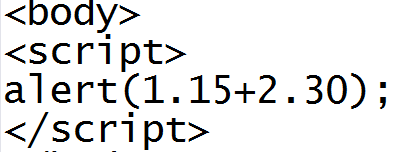 <body>
<script>
alert(1.15+2.30);
</script>